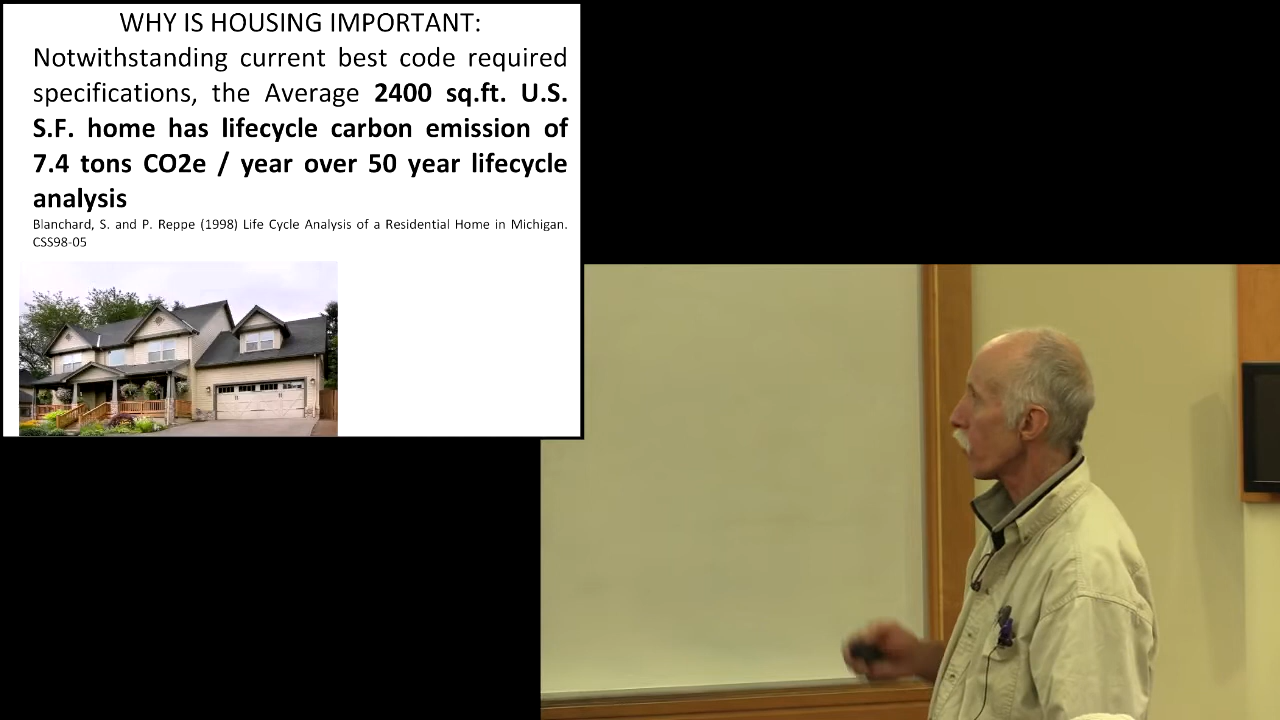 WHY IS HOUSING IMPORTANT:
Notwithstanding current best code required
specifications, the Average 2400 sq.ft. U.S.
S.F. home has lifecycle carbon emission of
7.4 tons CO2e / year over 50 year lifecycle
analysis
Blanchard, S. and P. Reppe (1998) Life Cycle Analysis of a Residential Home in Michigan.
CSS98-05